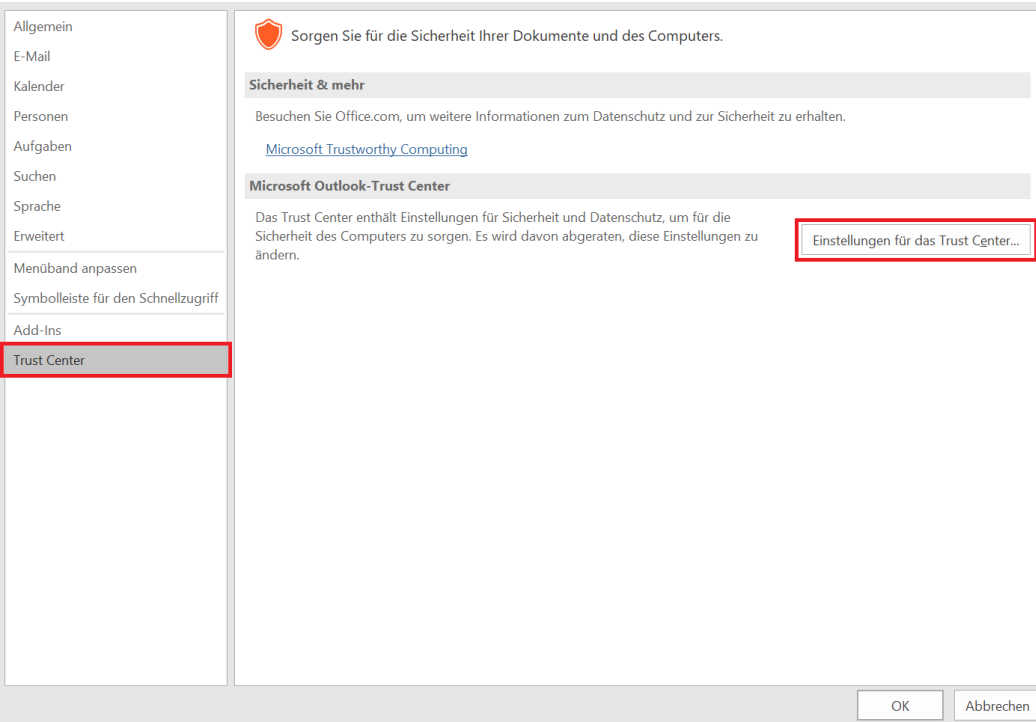 Allgemein
E-Mail
Kalender
Personen
Aufgaben
Suchen
Sprache
Erweitert
Menüband anpassen
Symbolleiste für den Schnellzugriff
Add-Ins
Trust Center
Sorgen Sie für die Sicherheit Ihrer Dokumente und des Computers.
Sicherheit & mehr
Besuchen Sie Office.com, um weitere Informationen zum Datenschutz und zur Sicherheit zu erhalten.
Microsoft Trustworthy Computing
Microsoft Outlook-Trust Center
Das Trust Center enthält Einstellungen für Sicherheit und Datenschutz, um für die
Sicherheit des Computers zu sorgen. Es wird davon abgeraten, diese Einstellungen zu
ändern.
Einstellungen für das Trust Center...
OK
Abbrechen